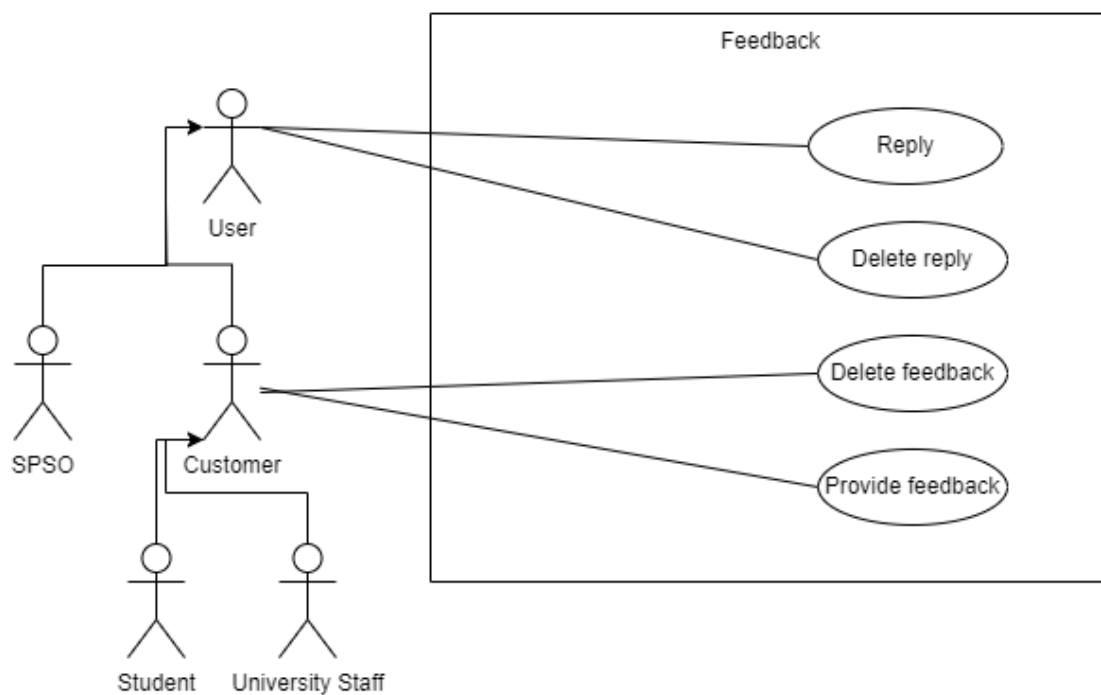 Feedback
Reply
User
Delete reply
Delete feedback
SPSO
Customer
Provide feedback
Student
University Staff